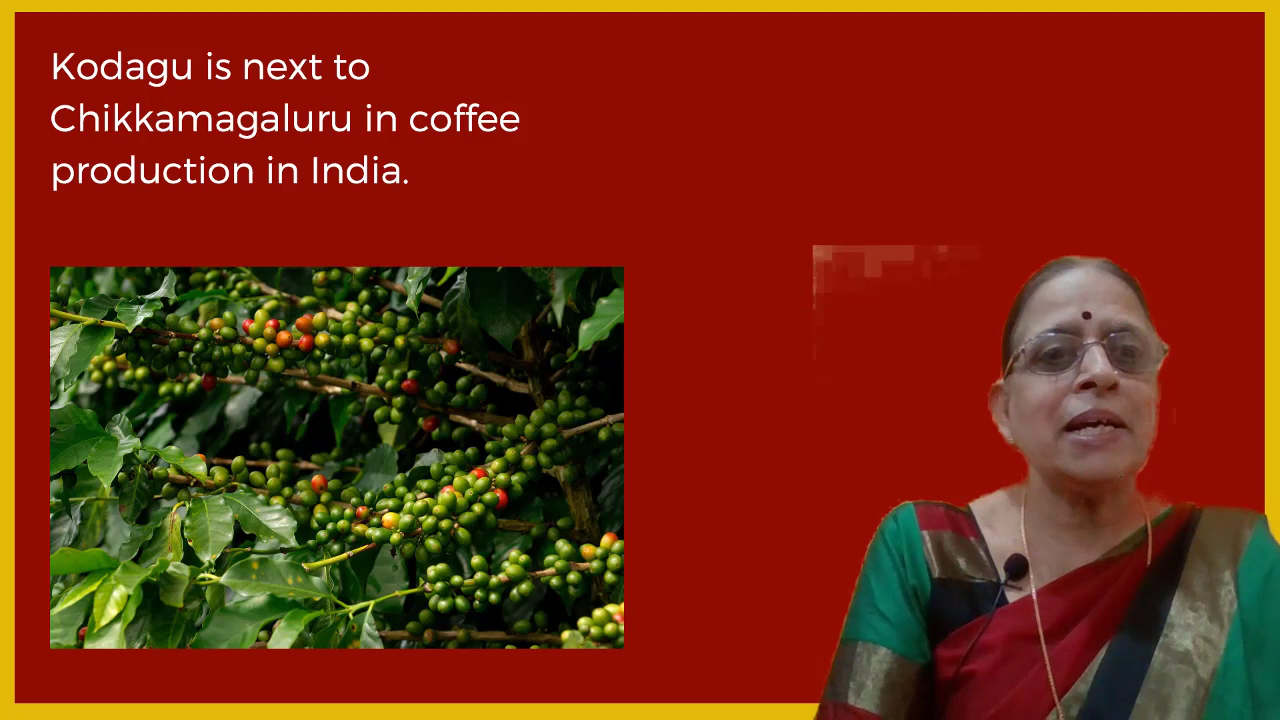 Kodagu is next to
Chikkamagaluru in coffee
production in India.